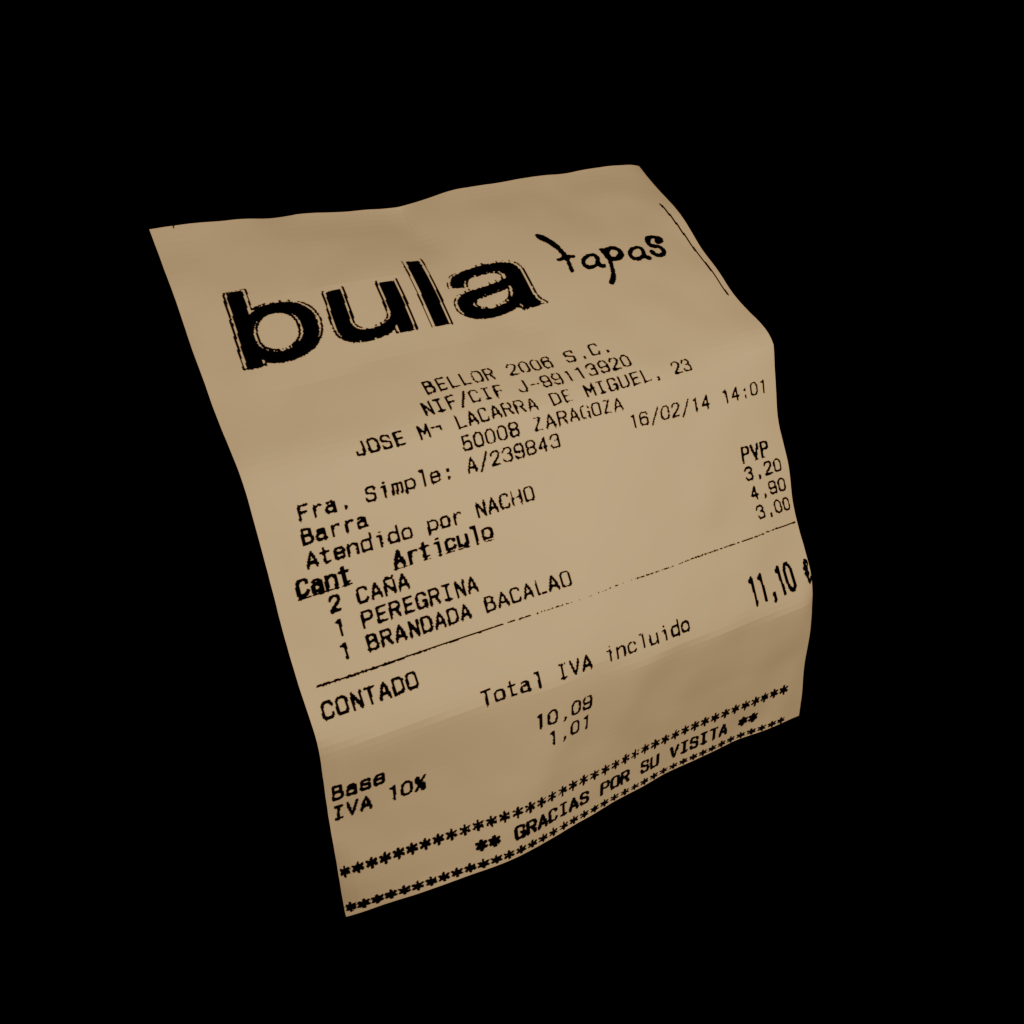 bula tapas
BELLOR 2006 S.C.
NIF/CIF J-99113920
JOSE Mª LACARRA DE MIGUEL, 23
50008 ZARAGOZA
Fra. Simple: A/239843 16/02/14 14:01
Barra
Atendido por NACHO
Cant Artículo PVP
2 CAÑA 3,20
1 PEREGRINA 4,90
1 BRANDADA BACALAO 3,00
CONTADO Total IVA incluido 11,10 €
Base 10,09
IVA 10% 1,01
****************************************
** GRACIAS POR SU VISITA **
****************************************